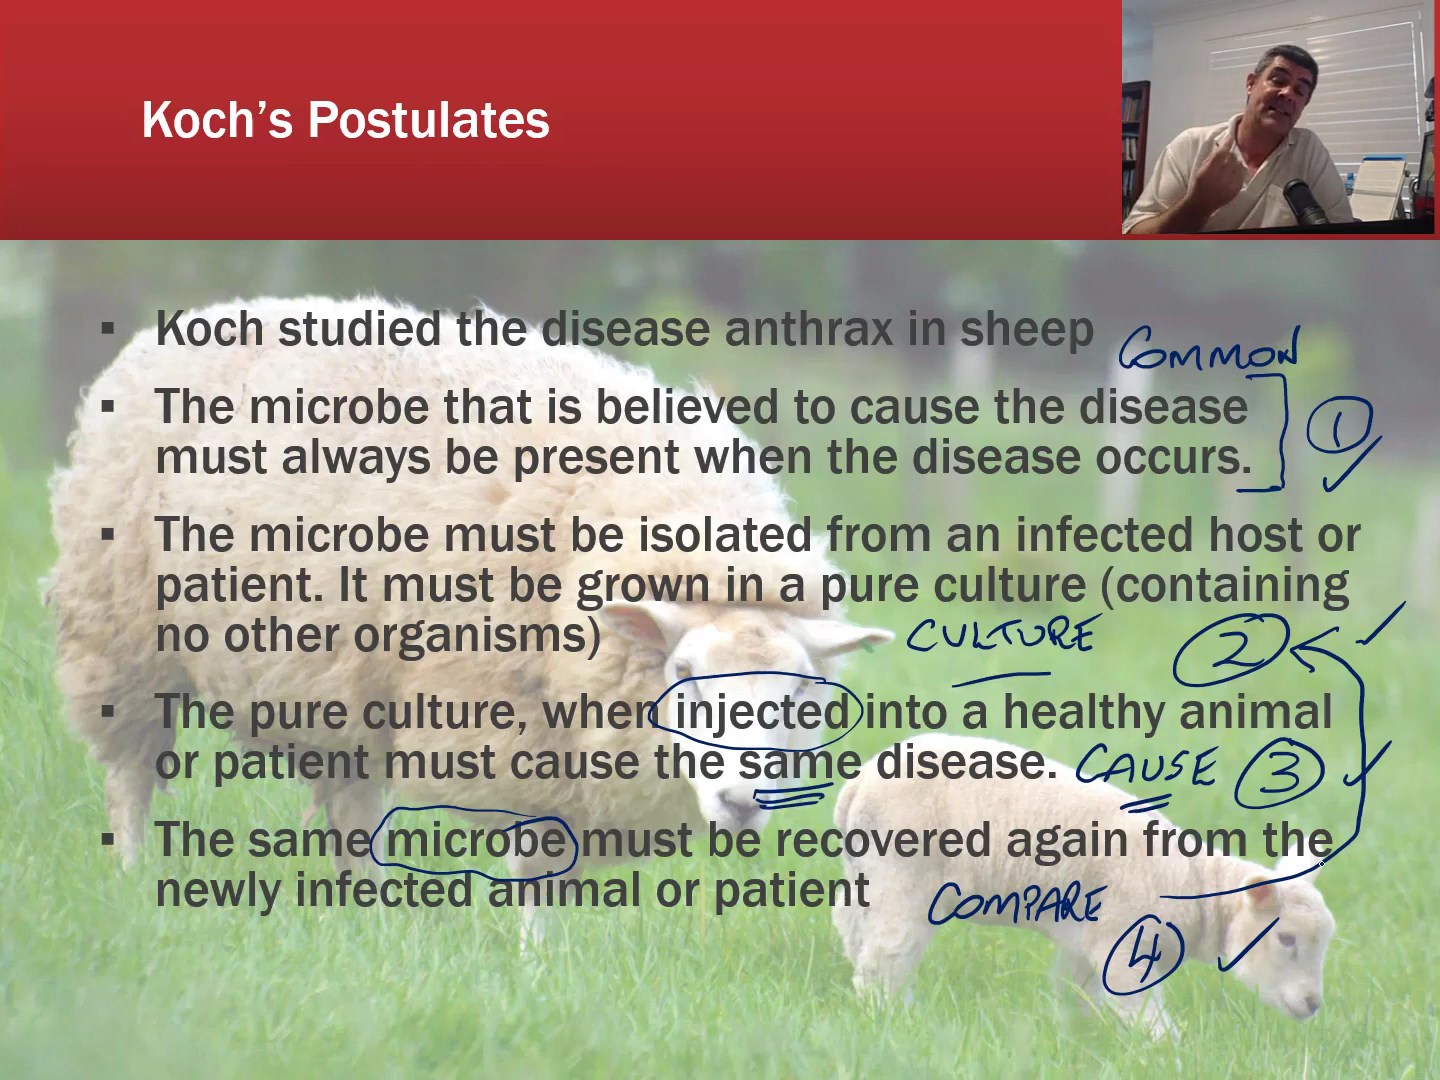 Koch's Postulates
▪ Koch studied the disease anthrax in sheep
COMMON
▪ The microbe that is believed to cause the disease
must always be present when the disease occurs.
1
▪ The microbe must be isolated from an infected host or
patient. It must be grown in a pure culture (containing
no other organisms)
CULTURE
2
▪ The pure culture, when injected into a healthy animal
or patient must cause the same disease.
CAUSE 3
▪ The same microbe must be recovered again from the
newly infected animal or patient
COMPARE
4